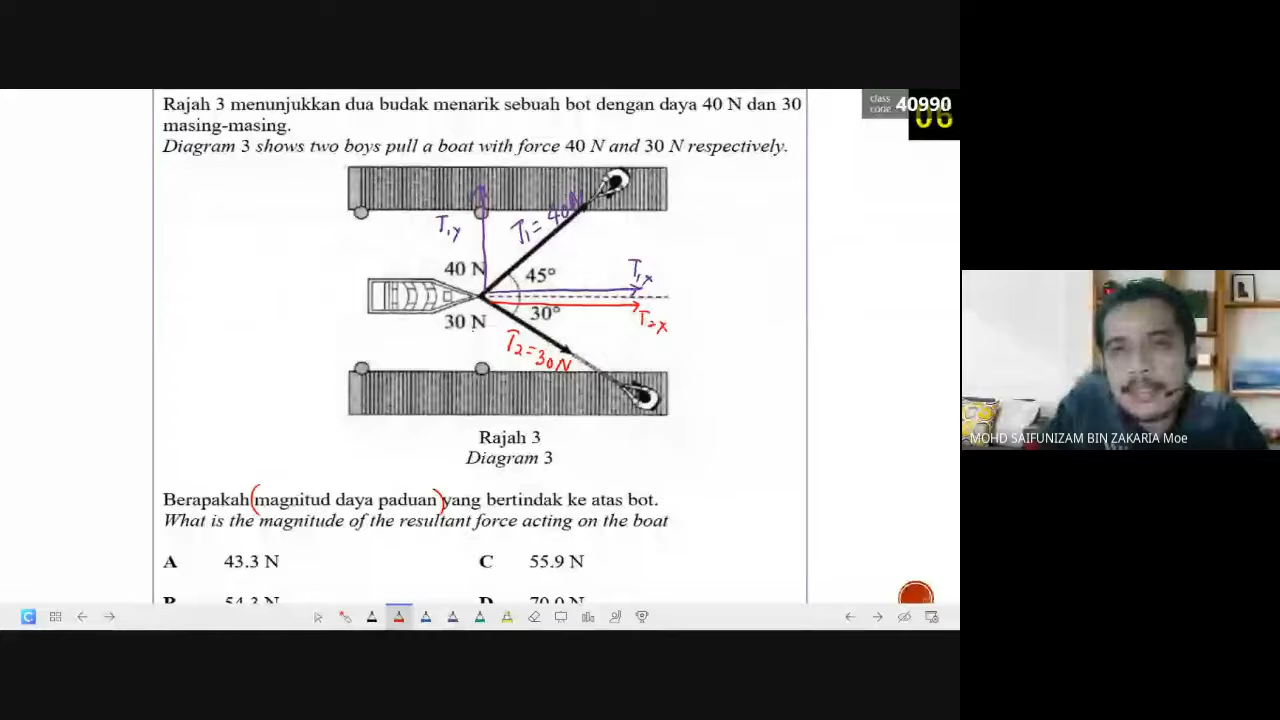 Rajah 3 menunjukkan dua budak menarik sebuah bot dengan daya 40 N dan 30
masing-masing.
Diagram 3 shows two boys pull a boat with force 40 N and 30 N respectively.
class code 40990
06
T₁y
T₁ = 40N
40 N
45°
T₁x
30 N
30°
T₂x
T₂ = 30N
Rajah 3
Diagram 3
Berapakah (magnitud daya paduan) yang bertindak ke atas bot.
What is the magnitude of the resultant force acting on the boat
A 43.3 N C 55.9 N
B 54.3 N D 70.0 N
MOHD SAIFUNIZAM BIN ZAKARIA Moe